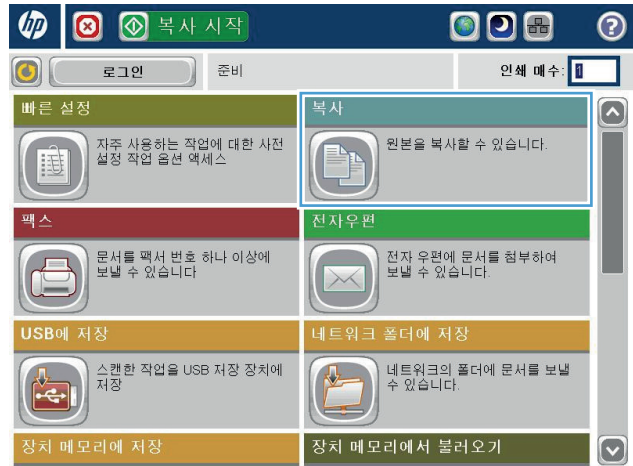 hp 복사 시작 ?
로그인 준비 인쇄 매수: 1
빠른 설정
자주 사용하는 작업에 대한 사전
설정 작업 옵션 액세스
복사
원본을 복사할 수 있습니다.
팩스
문서를 팩서 번호 하나 이상에
보낼 수 있습니다
전자우편
전자 우편에 문서를 첨부하여
보낼 수 있습니다.
USB에 저장
스캔한 작업을 USB 저장 장치에
저장
네트워크 폴더에 저장
네트워크의 폴더에 문서를 보낼
수 있습니다.
장치 메모리에 저장
장치 메모리에서 불러오기